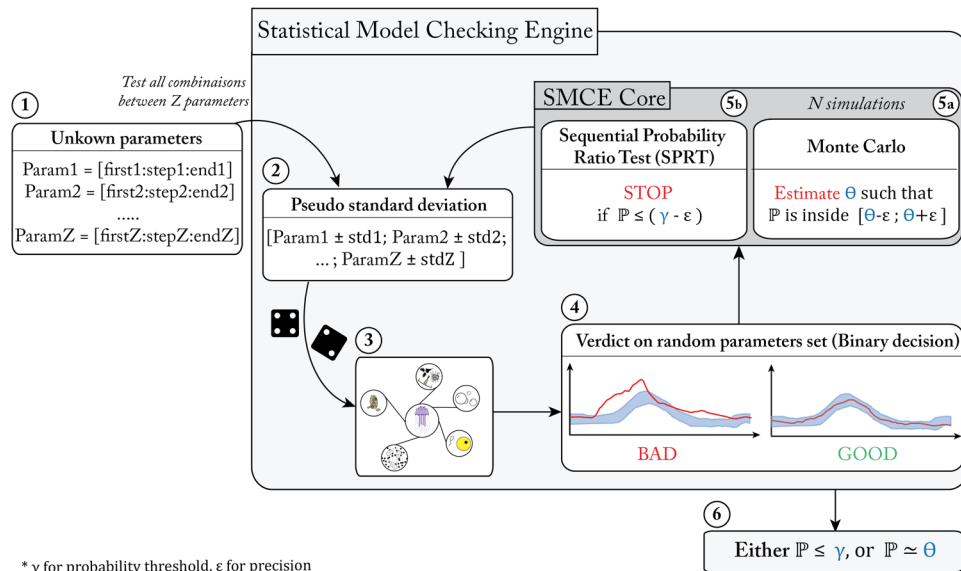 Statistical Model Checking Engine
Test all combinaisons
between Z parameters
1
Unkown parameters
Param1 = [first1:step1:end1]
Param2 = [first2:step2:end2]
.....
ParamZ = [firstZ:stepZ:endZ]
2
Pseudo standard deviation
[Param1 ± std1; Param2 ± std2;
... ; ParamZ ± stdZ ]
3
4
Verdict on random parameters set (Binary decision)
BAD
GOOD
SMCE Core
5b
Sequential Probability
Ratio Test (SPRT)
STOP
if ℙ ≤ ( γ - ε )
N simulations
5a
Monte Carlo
Estimate Θ such that
ℙ is inside [Θ-ε ; Θ+ε ]
6
Either ℙ ≤ γ, or ℙ ≃ Θ
* γ for probability threshold, ε for precision